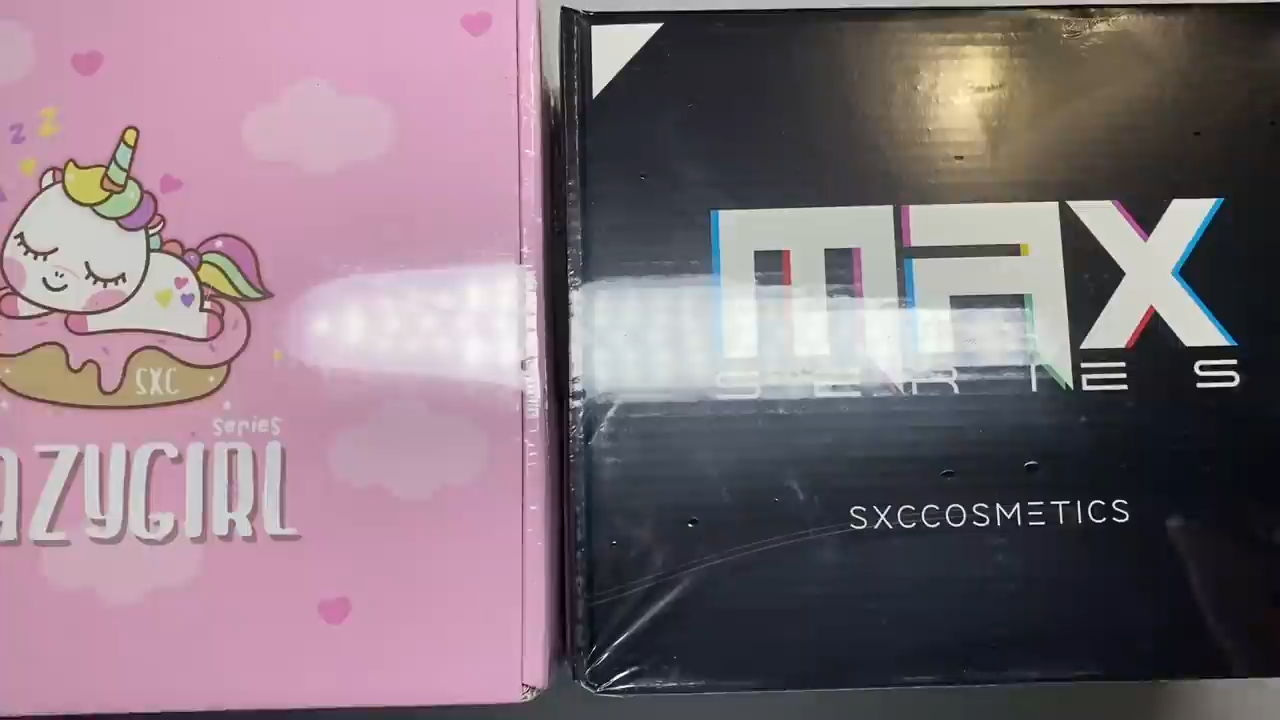 z
z
SXC
series
AZYGIRL
MAX
SERIES
SXCCOSMETICS